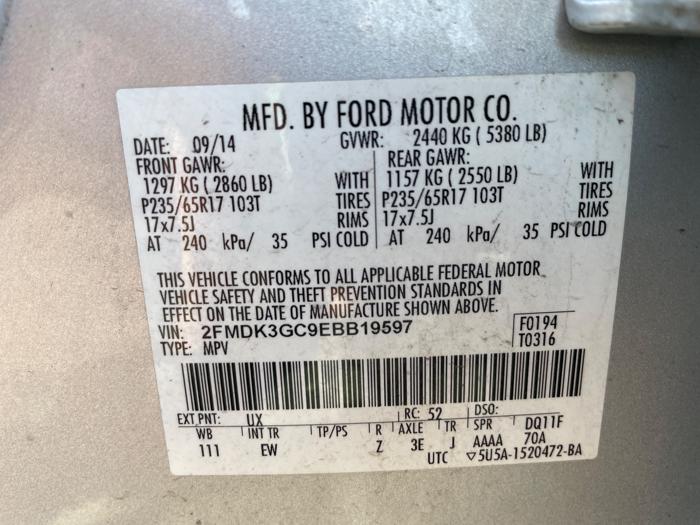 MFD. BY FORD MOTOR CO.
DATE: 09/14 GVWR: 2440 KG ( 5380 LB)
FRONT GAWR: REAR GAWR:
1297 KG ( 2860 LB) WITH 1157 KG ( 2550 LB) WITH
P235/65R17 103T TIRES P235/65R17 103T TIRES
17x7.5J RIMS 17x7.5J RIMS
AT 240 kPa/ 35 PSI COLD AT 240 kPa/ 35 PSI COLD
THIS VEHICLE CONFORMS TO ALL APPLICABLE FEDERAL MOTOR
VEHICLE SAFETY AND THEFT PREVENTION STANDARDS IN
EFFECT ON THE DATE OF MANUFACTURE SHOWN ABOVE.
VIN: 2FMDK3GC9EBB19597 F0194
TYPE: MPV T0316
EXT PNT: UX RC: 52 DSO:
WB INT TR TP/PS R AXLE TR SPR DQ11F
111 EW Z 3E J AAAA 70A
UTC ▽5U5A-1520472-BA